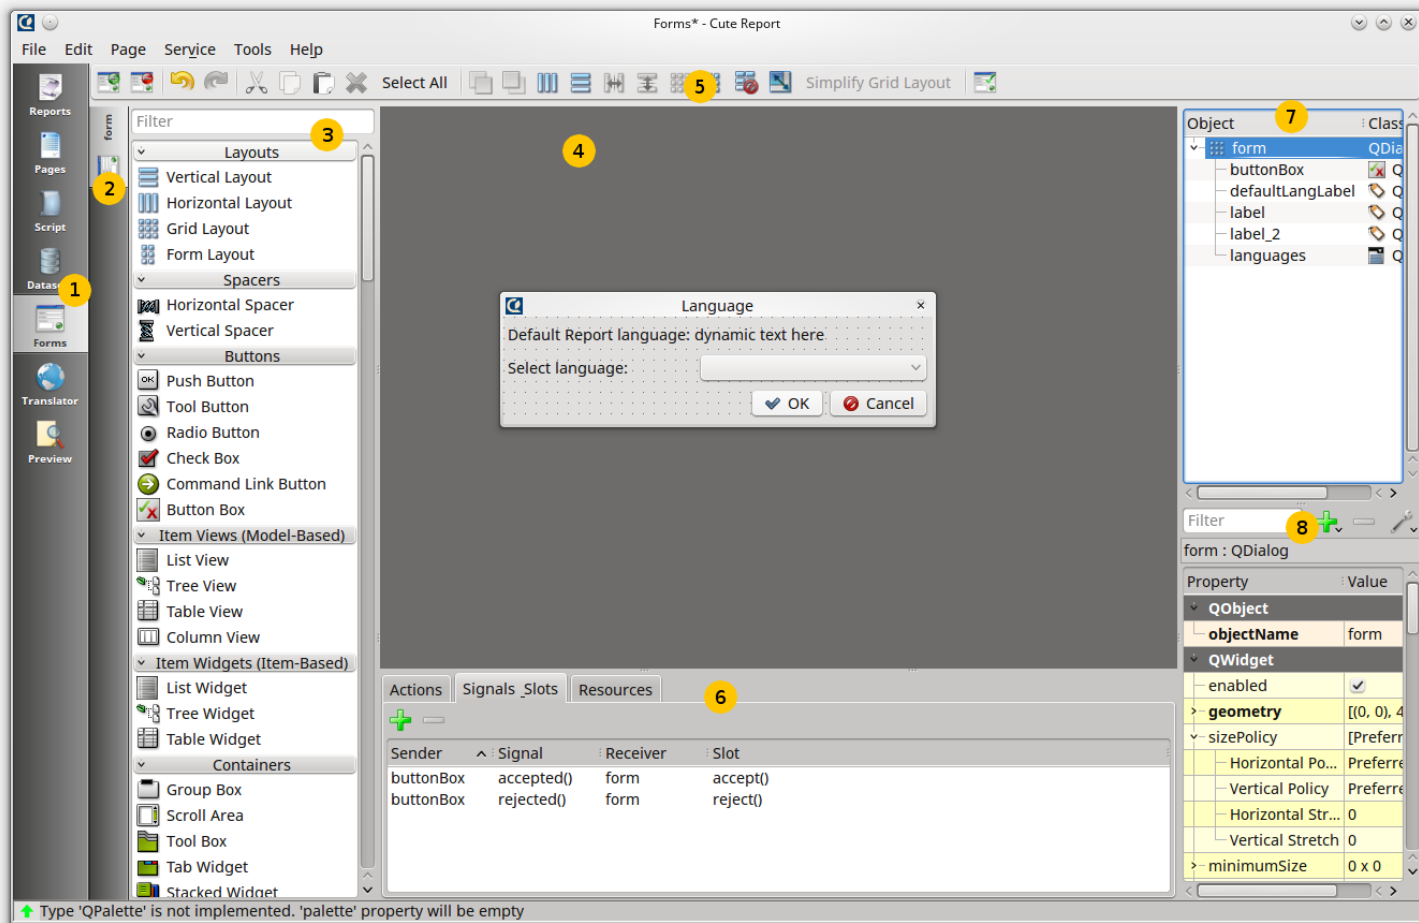 Forms* - Cute Report
File Edit Page Service Tools Help
Select All
Simplify Grid Layout
5
Reports
Pages
Script
1
Forms
Translator
Preview
form
2
Filter
3
Layouts
Vertical Layout
Horizontal Layout
Grid Layout
Form Layout
Spacers
Horizontal Spacer
Vertical Spacer
Buttons
OK Push Button
Tool Button
Radio Button
Check Box
Command Link Button
Button Box
Item Views (Model-Based)
List View
Tree View
Table View
Column View
Item Widgets (Item-Based)
List Widget
Tree Widget
Table Widget
Containers
Group Box
Scroll Area
Tool Box
Tab Widget
Stacked Widget
4
Language
Default Report language: dynamic text here
Select language:
OK Cancel
Actions Signals_Slots Resources
6
Sender Signal Receiver Slot
buttonBox accepted() form accept()
buttonBox rejected() form reject()
7
Object Class
form QDia
buttonBox Q
defaultLangLabel Q
label Q
label_2 Q
languages Q
Filter
8
form : QDialog
Property Value
QObject
objectName form
QWidget
enabled
geometry [(0, 0), 4
sizePolicy [Preferr
Horizontal Po... Preferre
Vertical Policy Preferre
Horizontal Str... 0
Vertical Stretch 0
minimumSize 0 x 0
Type 'QPalette' is not implemented. 'palette' property will be empty